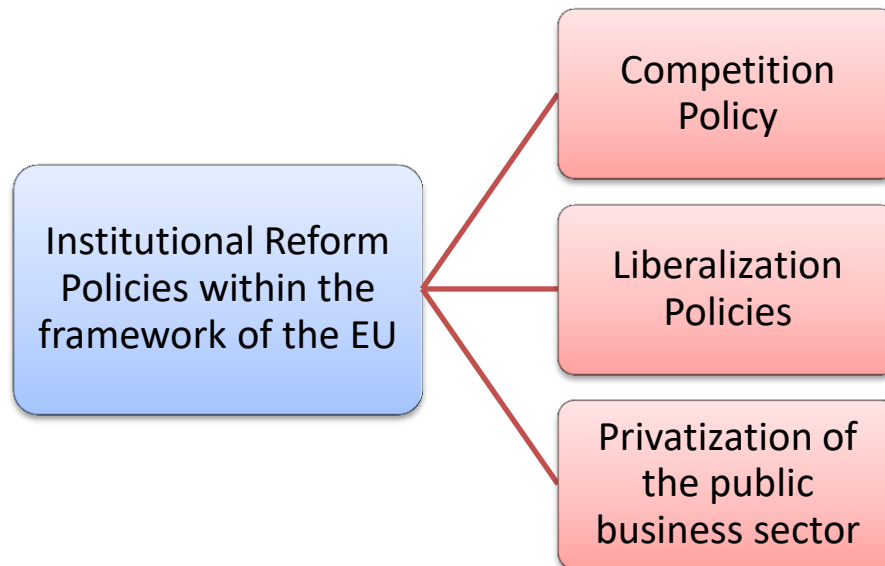 Institutional Reform
Policies within the
framework of the EU
Competition
Policy
Liberalization
Policies
Privatization of
the public
business sector